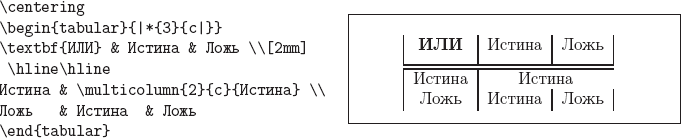 \centering
\begin{tabular}{|*{3}{c|}}
\textbf{ИЛИ} & Истина & Ложь \\[2mm]
\hline\hline
Истина & \multicolumn{2}{c}{Истина} \\
Ложь & Истина & Ложь
\end{tabular}
ИЛИ Истина Ложь
Истина Истина
Ложь Истина Ложь